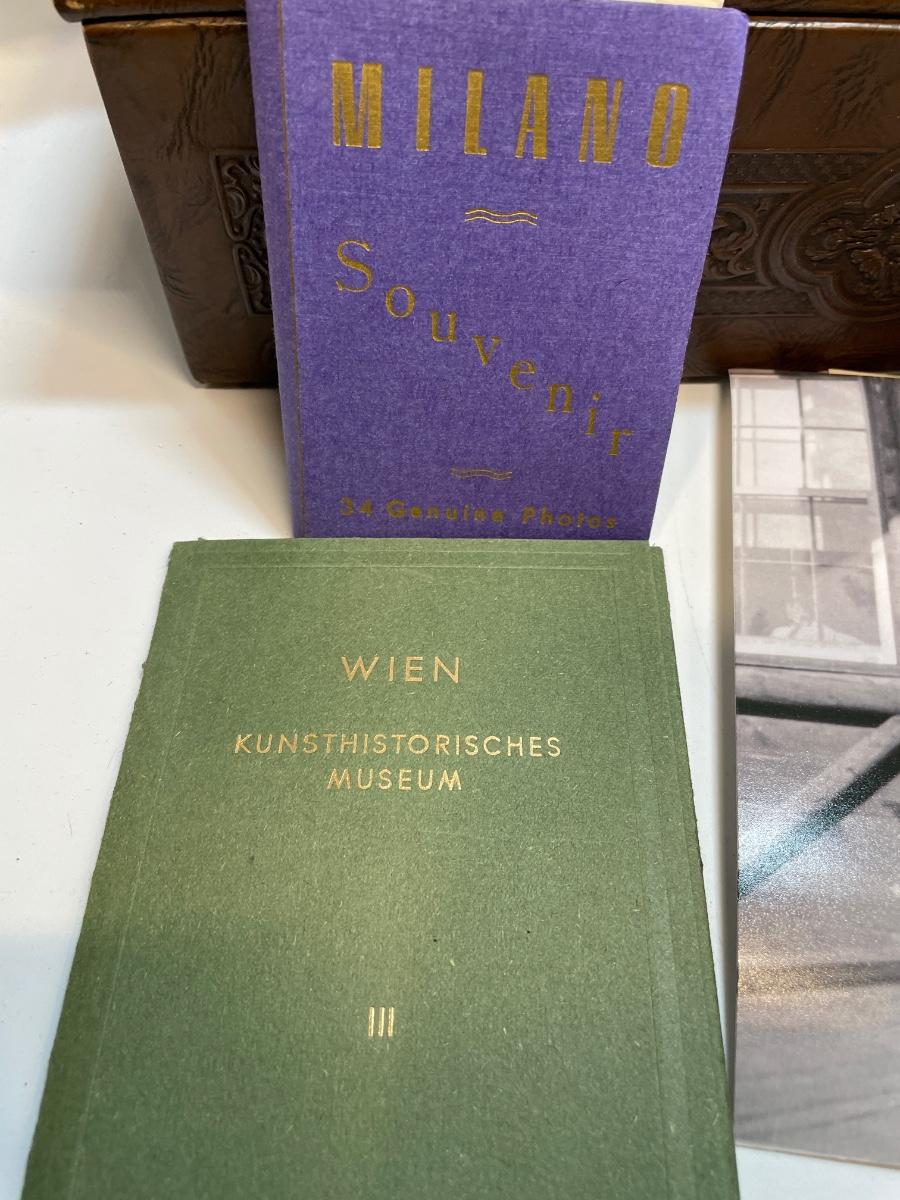 MILANO
Souvenir
34 Genuine Photos
WIEN
KUNSTHISTORISCHES
MUSEUM
III